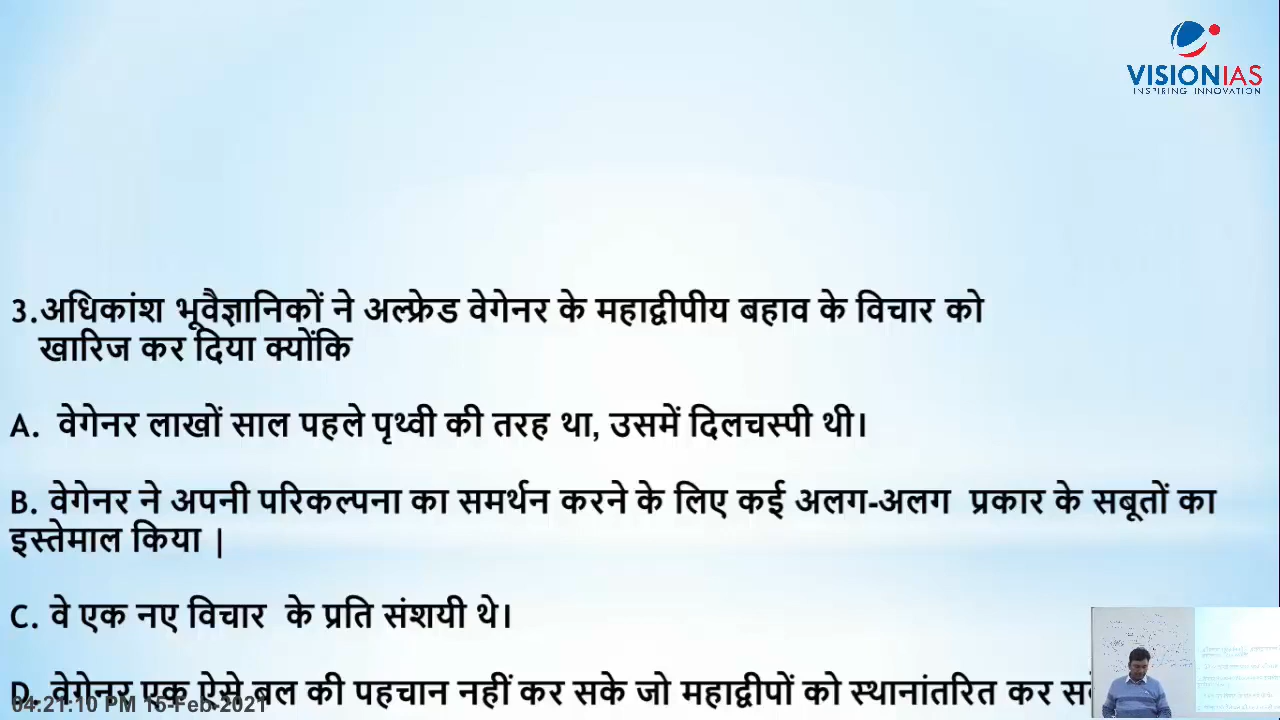 VISIONIAS
INSPIRING INNOVATION
3.अधिकांश भूवैज्ञानिकों ने अल्फ्रेड वेगेनर के महाद्वीपीय बहाव के विचार को
खारिज कर दिया क्योंकि
A. वेगेनर लाखों साल पहले पृथ्वी की तरह था, उसमें दिलचस्पी थी।
B. वेगेनर ने अपनी परिकल्पना का समर्थन करने के लिए कई अलग-अलग प्रकार के सबूतों का
इस्तेमाल किया |
C. वे एक नए विचार के प्रति संशयी थे।
D. वेगेनर एक ऐसे बल की पहचान नहीं कर सके जो महाद्वीपों को स्थानांतरित कर
04:21:10 PM 15-Feb-2021